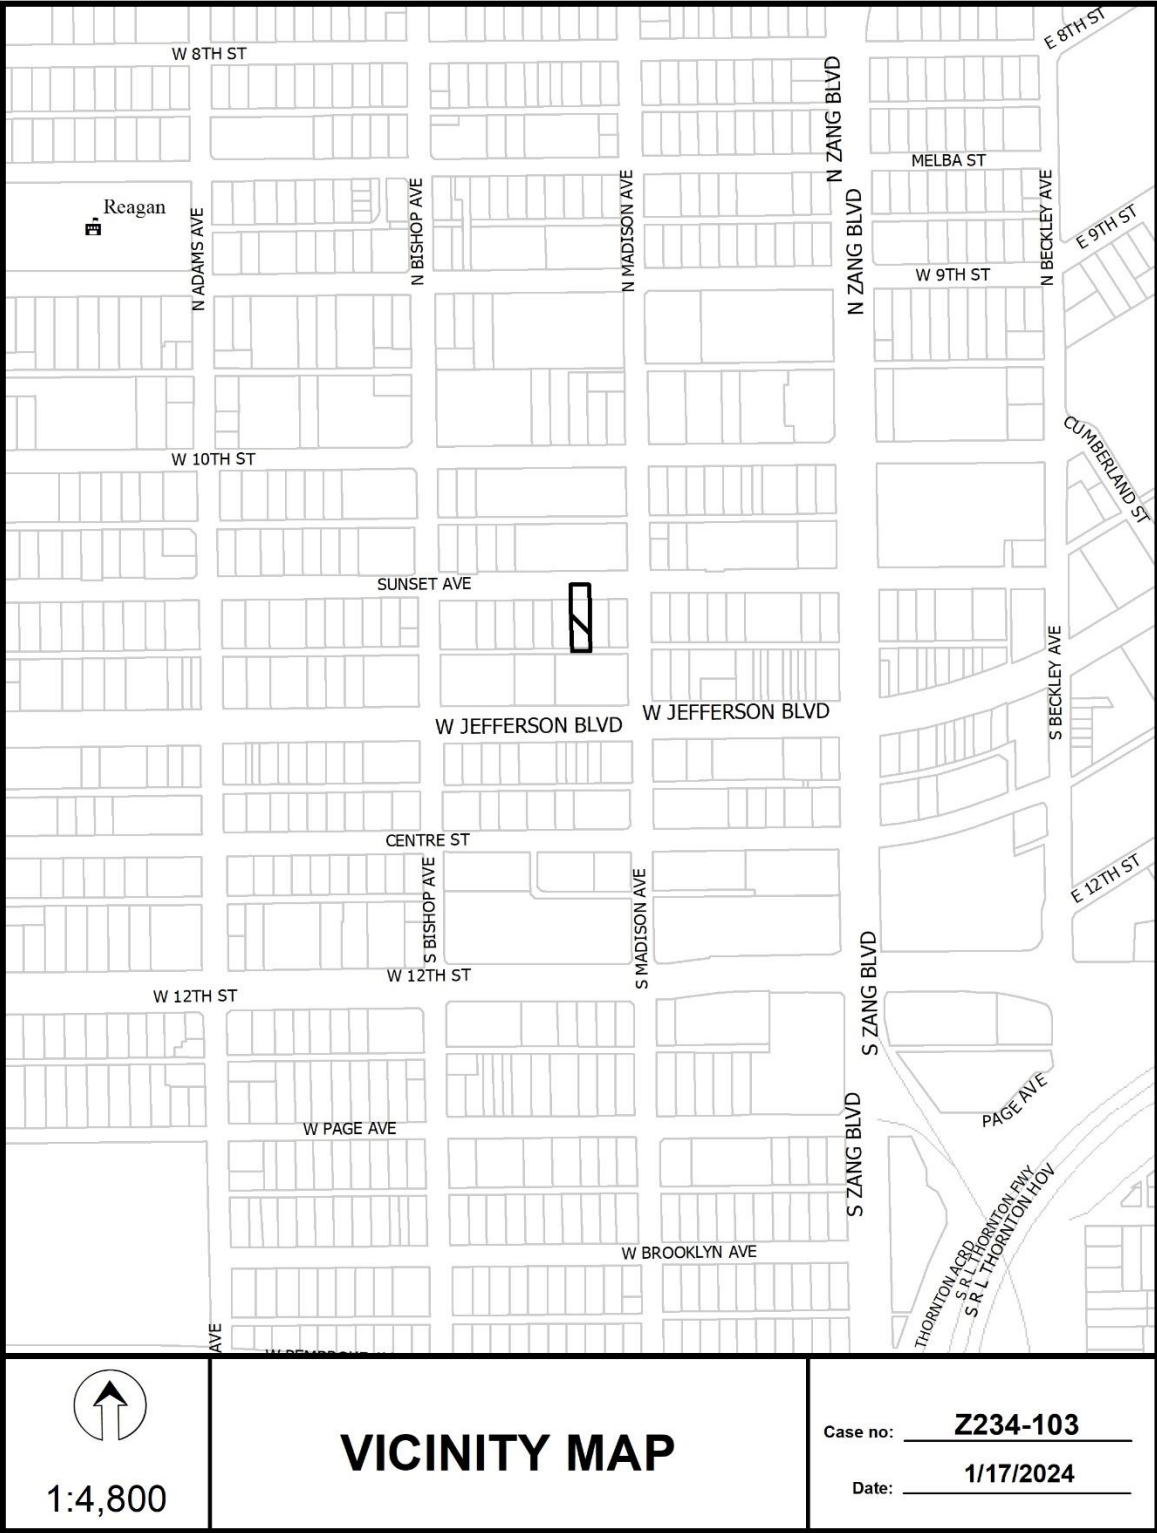 W 8TH ST
E 8TH ST
N ZANG BLVD
MELBA ST
Reagan
N ADAMS AVE
N BISHOP AVE
N MADISON AVE
N ZANG BLVD
N BECKLEY AVE
E 9TH ST
W 9TH ST
CUMBERLAND ST
W 10TH ST
SUNSET AVE
S BECKLEY AVE
W JEFFERSON BLVD
W JEFFERSON BLVD
CENTRE ST
S BISHOP AVE
S MADISON AVE
E 12TH ST
W 12TH ST
W 12TH ST
S ZANG BLVD
PAGE AVE
S ZANG BLVD
W PAGE AVE
W BROOKLYN AVE
THORNTON ACRD
S R L THORNTON FWY
S R L THORNTON HOV
AVE
1:4,800
VICINITY MAP
Case no: Z234-103
Date: 1/17/2024